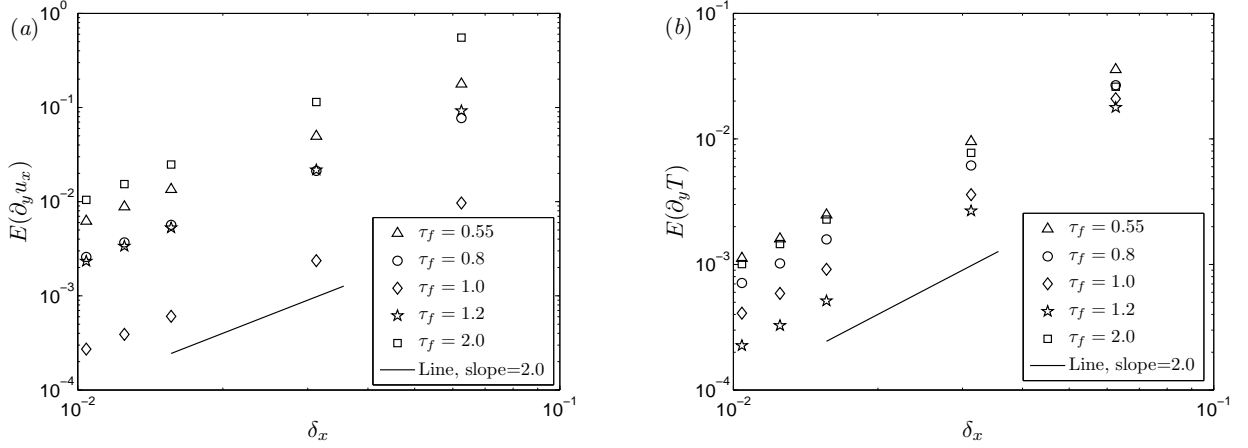 (a)
10^0
10^{-1}
10^{-2}
10^{-3}
10^{-4}
E(∂_y u_x)
τ_f = 0.55
τ_f = 0.8
τ_f = 1.0
τ_f = 1.2
τ_f = 2.0
Line, slope=2.0
10^{-2}
10^{-1}
δ_x
(b)
10^{-1}
10^{-2}
10^{-3}
10^{-4}
E(∂_y T)
τ_f = 0.55
τ_f = 0.8
τ_f = 1.0
τ_f = 1.2
τ_f = 2.0
Line, slope=2.0
10^{-2}
10^{-1}
δ_x